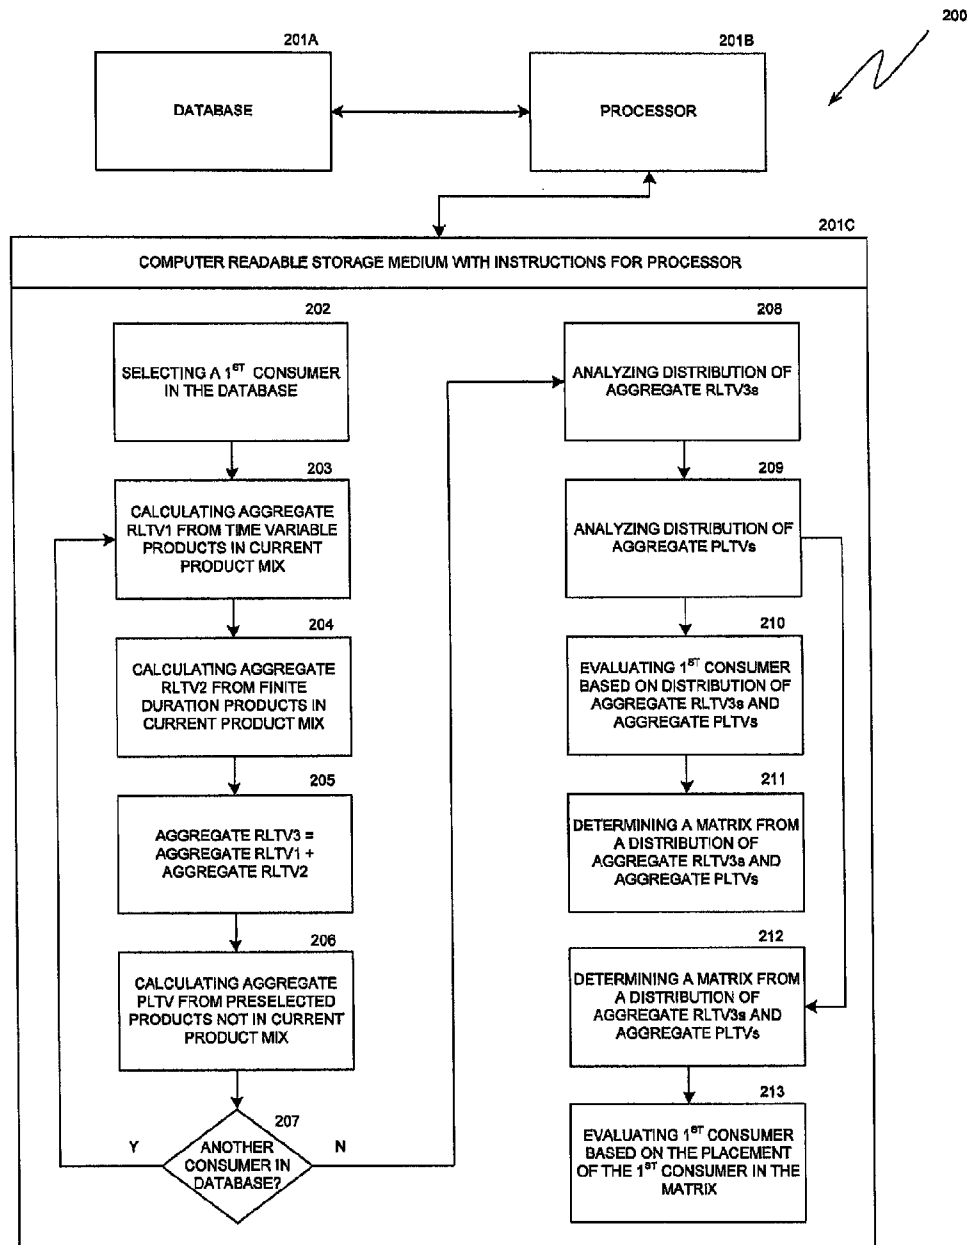 200
201A
201B
DATABASE
PROCESSOR
201C
COMPUTER READABLE STORAGE MEDIUM WITH INSTRUCTIONS FOR PROCESSOR
202
SELECTING A 1ST CONSUMER
IN THE DATABASE
203
CALCULATING AGGREGATE
RLTV1 FROM TIME VARIABLE
PRODUCTS IN CURRENT
PRODUCT MIX
204
CALCULATING AGGREGATE
RLTV2 FROM FINITE
DURATION PRODUCTS IN
CURRENT PRODUCT MIX
205
AGGREGATE RLTV3 =
AGGREGATE RLTV1 +
AGGREGATE RLTV2
206
CALCULATING AGGREGATE
PLTV FROM PRESELECTED
PRODUCTS NOT IN CURRENT
PRODUCT MIX
207
Y
ANOTHER
CONSUMER IN
DATABASE?
N
208
ANALYZING DISTRIBUTION OF
AGGREGATE RLTV3s
209
ANALYZING DISTRIBUTION OF
AGGREGATE PLTVs
210
EVALUATING 1ST CONSUMER
BASED ON DISTRIBUTION OF
AGGREGATE RLTV3s AND
AGGREGATE PLTVs
211
DETERMINING A MATRIX FROM
A DISTRIBUTION OF
AGGREGATE RLTV3s AND
AGGREGATE PLTVs
212
DETERMINING A MATRIX FROM
A DISTRIBUTION OF
AGGREGATE RLTV3s AND
AGGREGATE PLTVs
213
EVALUATING 1ST CONSUMER
BASED ON THE PLACEMENT
OF THE 1ST CONSUMER IN THE
MATRIX